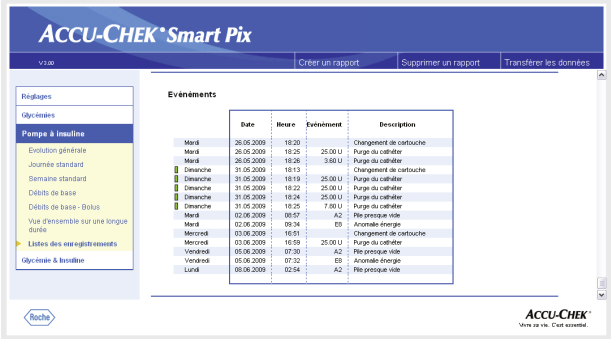 ACCU-CHEK® Smart Pix
V 3.00
Créer un rapport Supprimer un rapport Transférer les données
Réglages
Glycémies
Pompe à insuline
Evolution générale
Journée standard
Semaine standard
Débits de base
Débits de base - Bolus
Vue d'ensemble sur une longue
durée
Listes des enregistrements
Glycémie & Insuline
Evénements
Date Heure Evénément Description
Mardi 26.05.2009 18:20 Changement de cartouche
Mardi 26.05.2009 18:25 25.00 U Purge du cathéter
Mardi 26.05.2009 18:26 3.60 U Purge du cathéter
Dimanche 31.05.2009 18:13 Changement de cartouche
Dimanche 31.05.2009 18:19 25.00 U Purge du cathéter
Dimanche 31.05.2009 18:22 25.00 U Purge du cathéter
Dimanche 31.05.2009 18:24 25.00 U Purge du cathéter
Dimanche 31.05.2009 18:25 7.80 U Purge du cathéter
Mardi 02.06.2009 08:57 A2 Pile presque vide
Mardi 02.06.2009 09:34 E8 Anomalie énergie
Mercredi 03.06.2009 16:51 Changement de cartouche
Mercredi 03.06.2009 16:59 25.00 U Purge du cathéter
Vendredi 05.06.2009 07:30 A2 Pile presque vide
Vendredi 05.06.2009 07:32 E8 Anomalie énergie
Lundi 08.06.2009 02:54 A2 Pile presque vide
Roche
ACCU-CHEK®
Vivre sa vie. C'est essentiel.